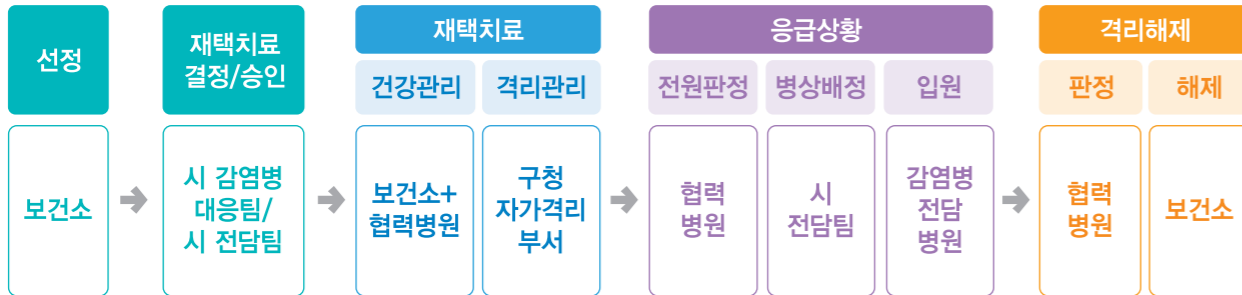 선정
재택치료
결정/승인
재택치료
건강관리
격리관리
응급상황
전원판정
병상배정
입원
격리해제
판정
해제
보건소
시 감염병
대응팀/
시 전담팀
보건소+
협력병원
구청
자가격리
부서
협력
병원
시
전담팀
감염병
전담
병원
협력
병원
보건소